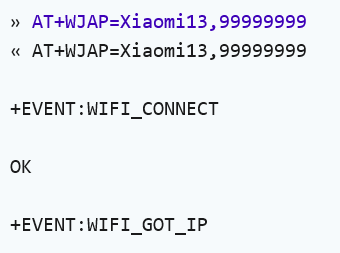 » AT+WJAP=Xiaomi13,99999999
« AT+WJAP=Xiaomi13,99999999
+EVENT:WIFI_CONNECT
OK
+EVENT:WIFI_GOT_IP